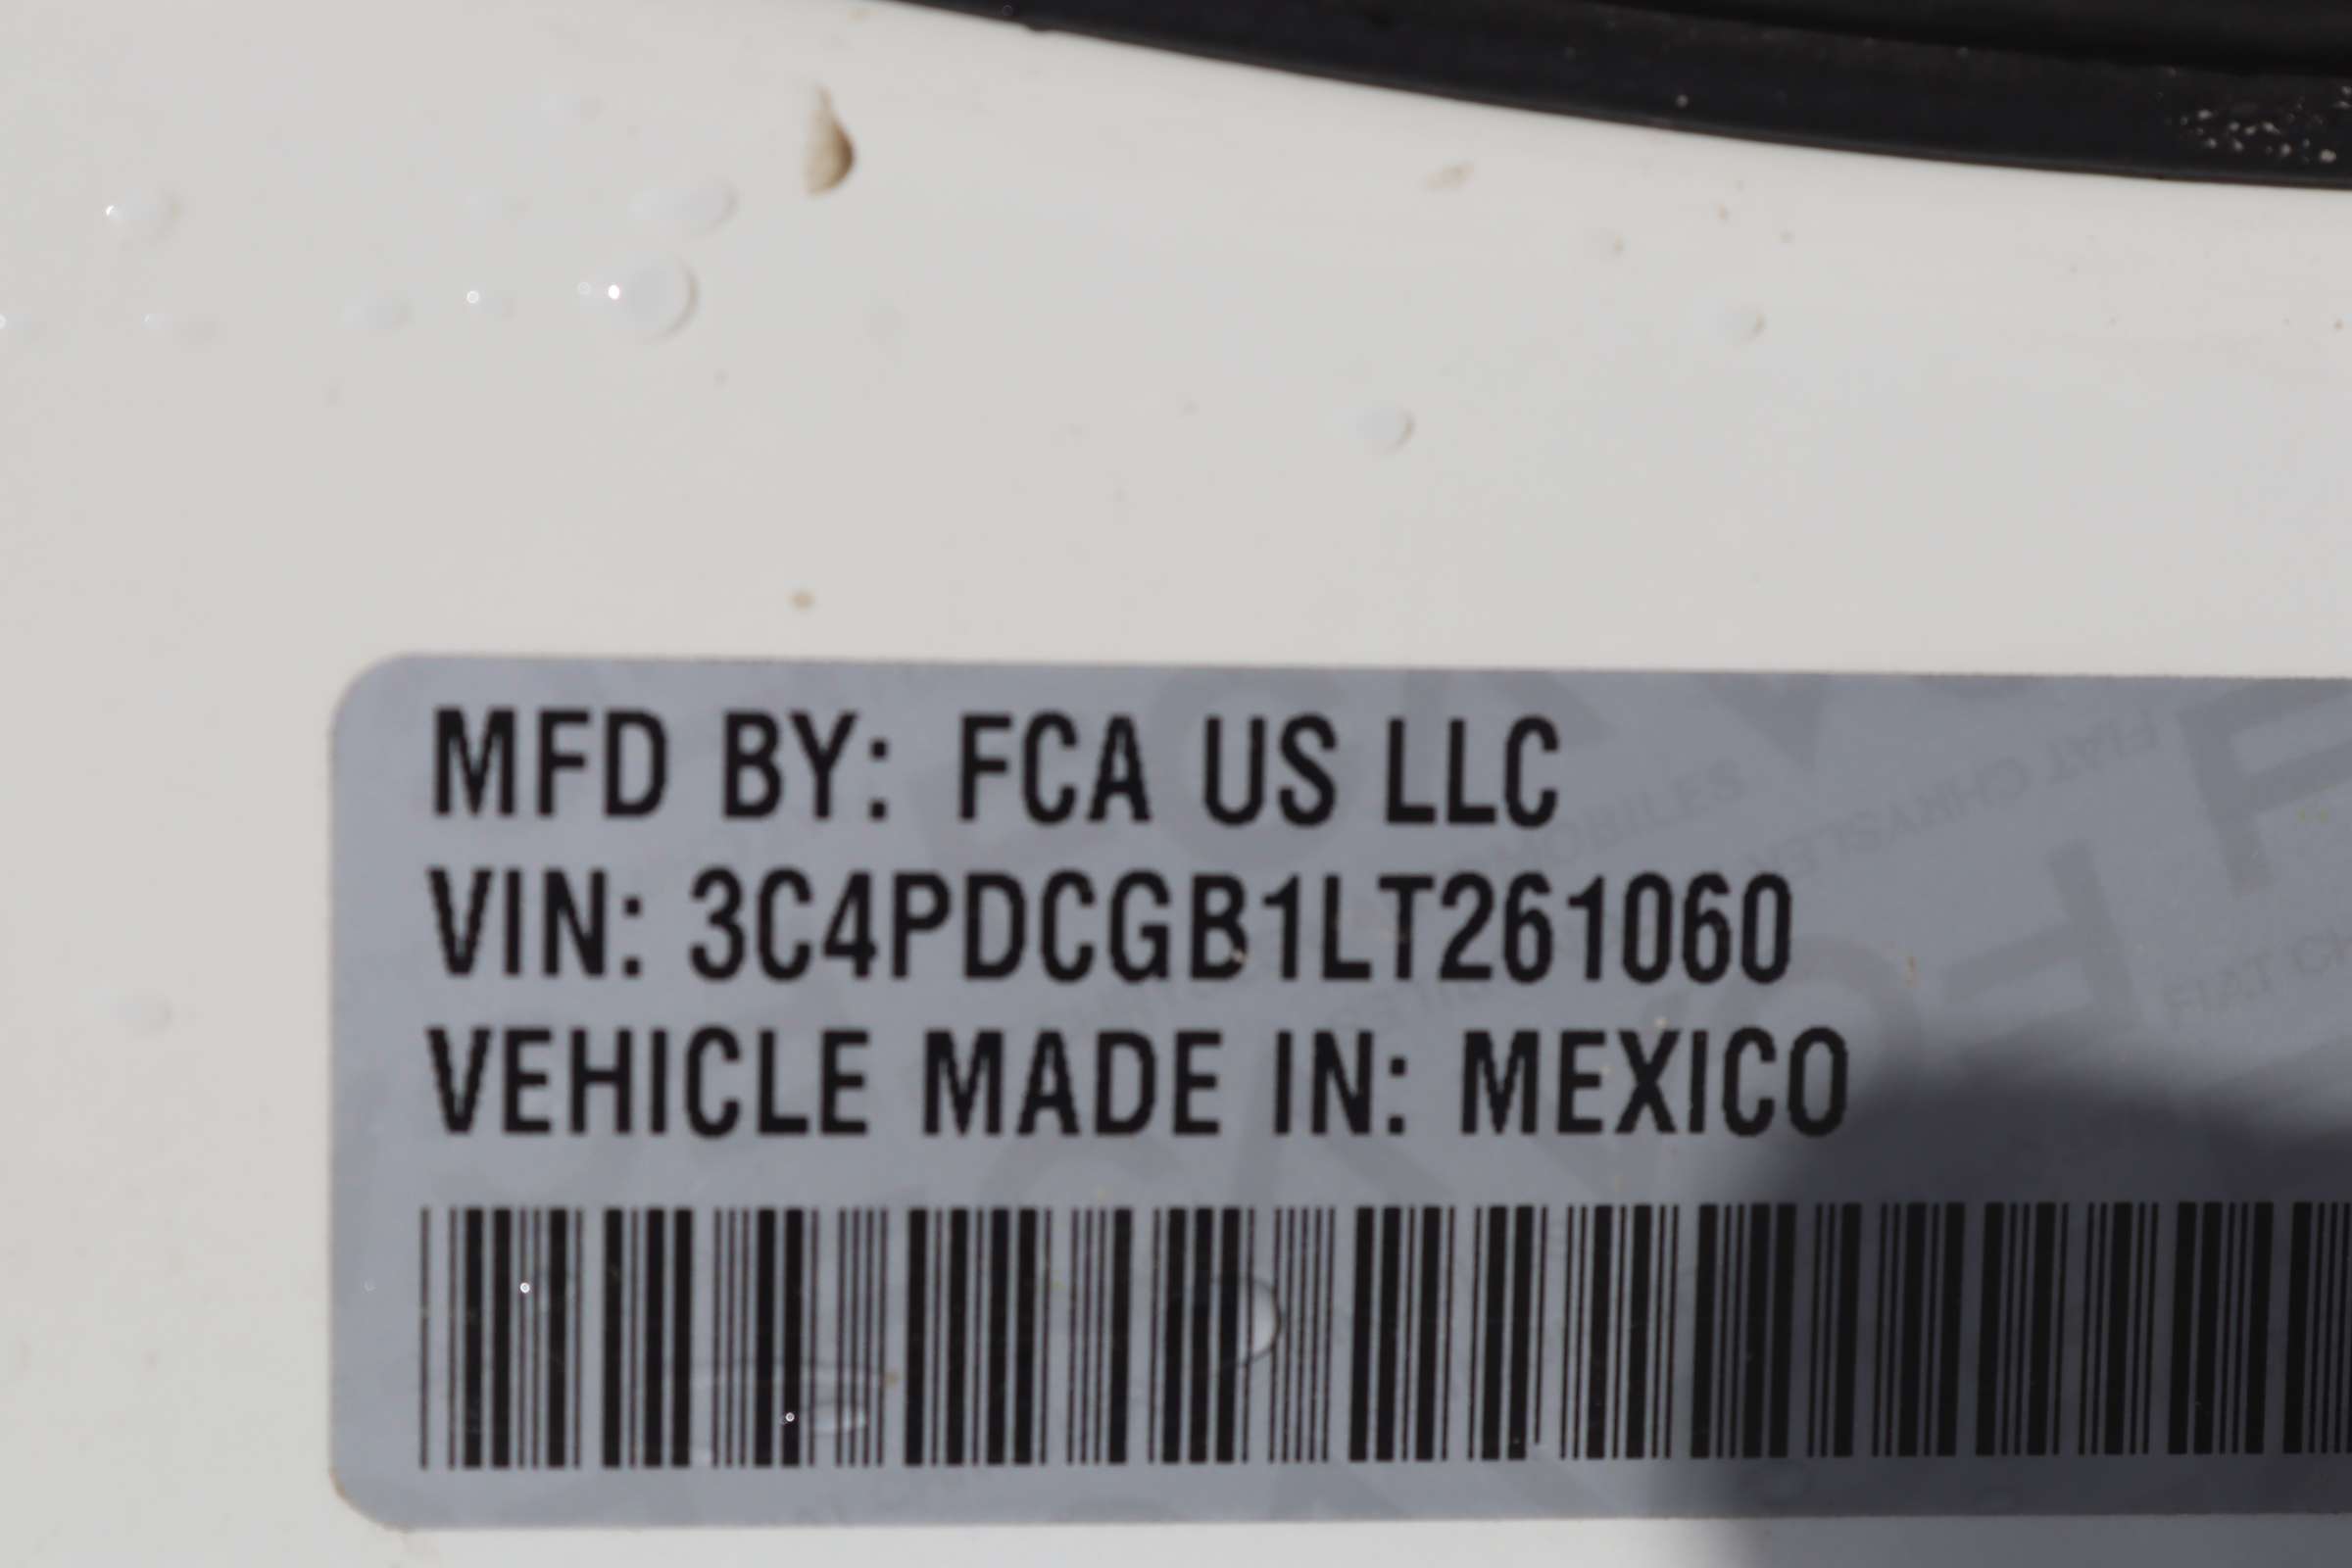 MFD BY: FCA US LLC
VIN: 3C4PDCGB1LT261060
VEHICLE MADE IN: MEXICO